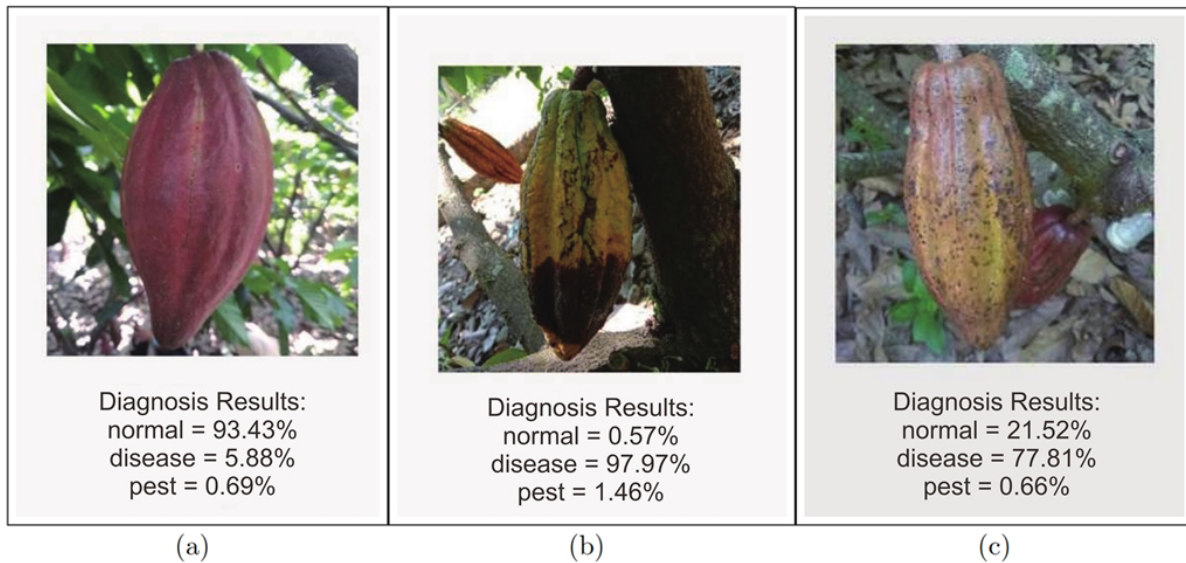 Diagnosis Results:
normal = 93.43%
disease = 5.88%
pest = 0.69%
(a)
Diagnosis Results:
normal = 0.57%
disease = 97.97%
pest = 1.46%
(b)
Diagnosis Results:
normal = 21.52%
disease = 77.81%
pest = 0.66%
(c)